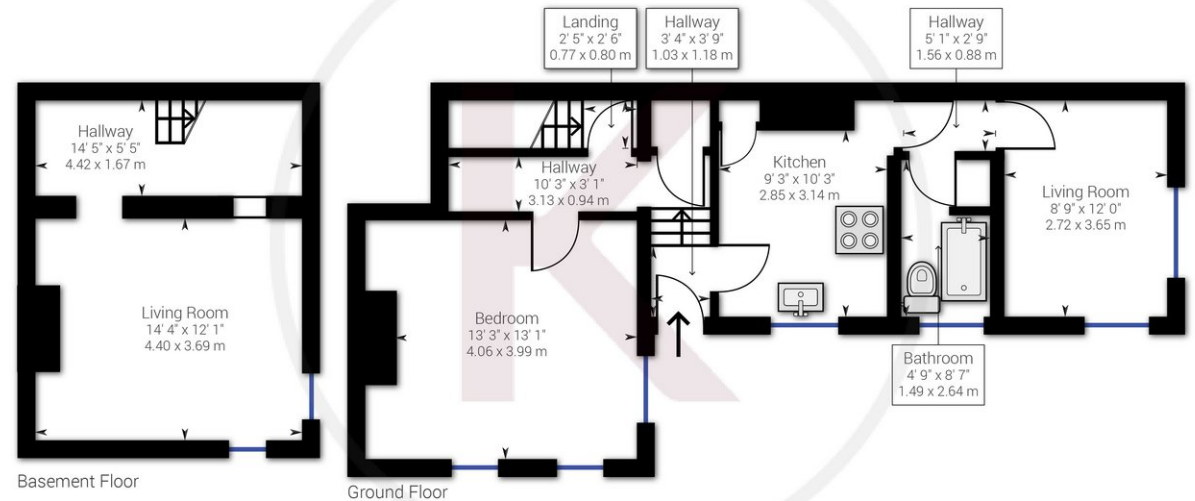 Landing
2' 5" x 2' 6"
0.77 x 0.80 m
Hallway
3' 4" x 3' 9"
1.03 x 1.18 m
Hallway
5' 1" x 2' 9"
1.56 x 0.88 m
Hallway
14' 5" x 5' 5"
4.42 x 1.67 m
Hallway
10' 3" x 3' 1"
3.13 x 0.94 m
Kitchen
9' 3" x 10' 3"
2.85 x 3.14 m
Living Room
8' 9" x 12' 0"
2.72 x 3.65 m
Living Room
14' 4" x 12' 1"
4.40 x 3.69 m
Bedroom
13' 3" x 13' 1"
4.06 x 3.99 m
Bathroom
4' 9" x 8' 7"
1.49 x 2.64 m
Basement Floor
Ground Floor
K